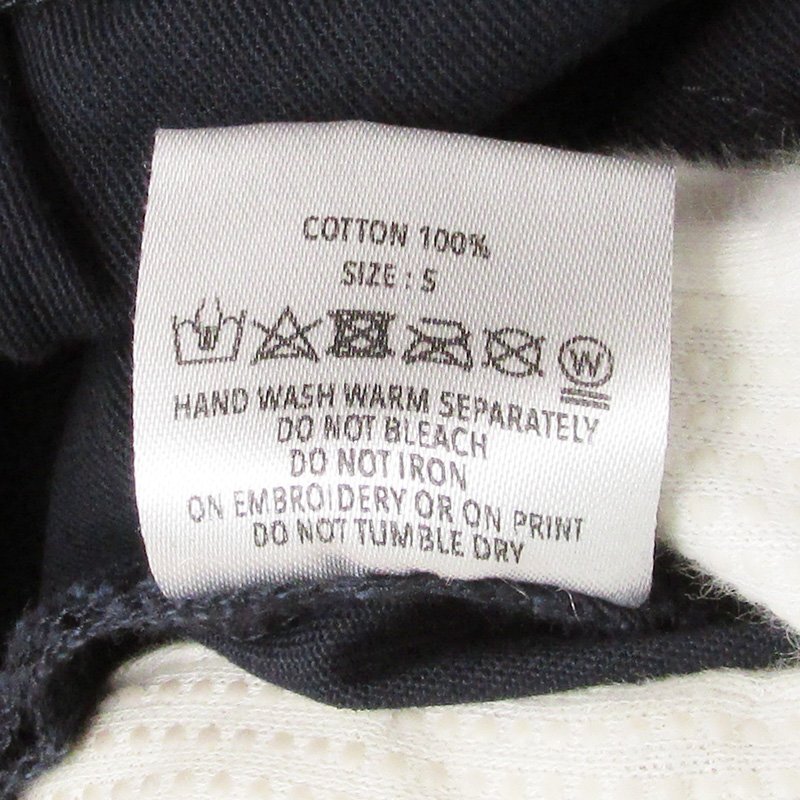 COTTON 100%
SIZE : S
W
HAND WASH WARM SEPARATELY
DO NOT BLEACH
DO NOT IRON
ON EMBROIDERY OR ON PRINT
DO NOT TUMBLE DRY